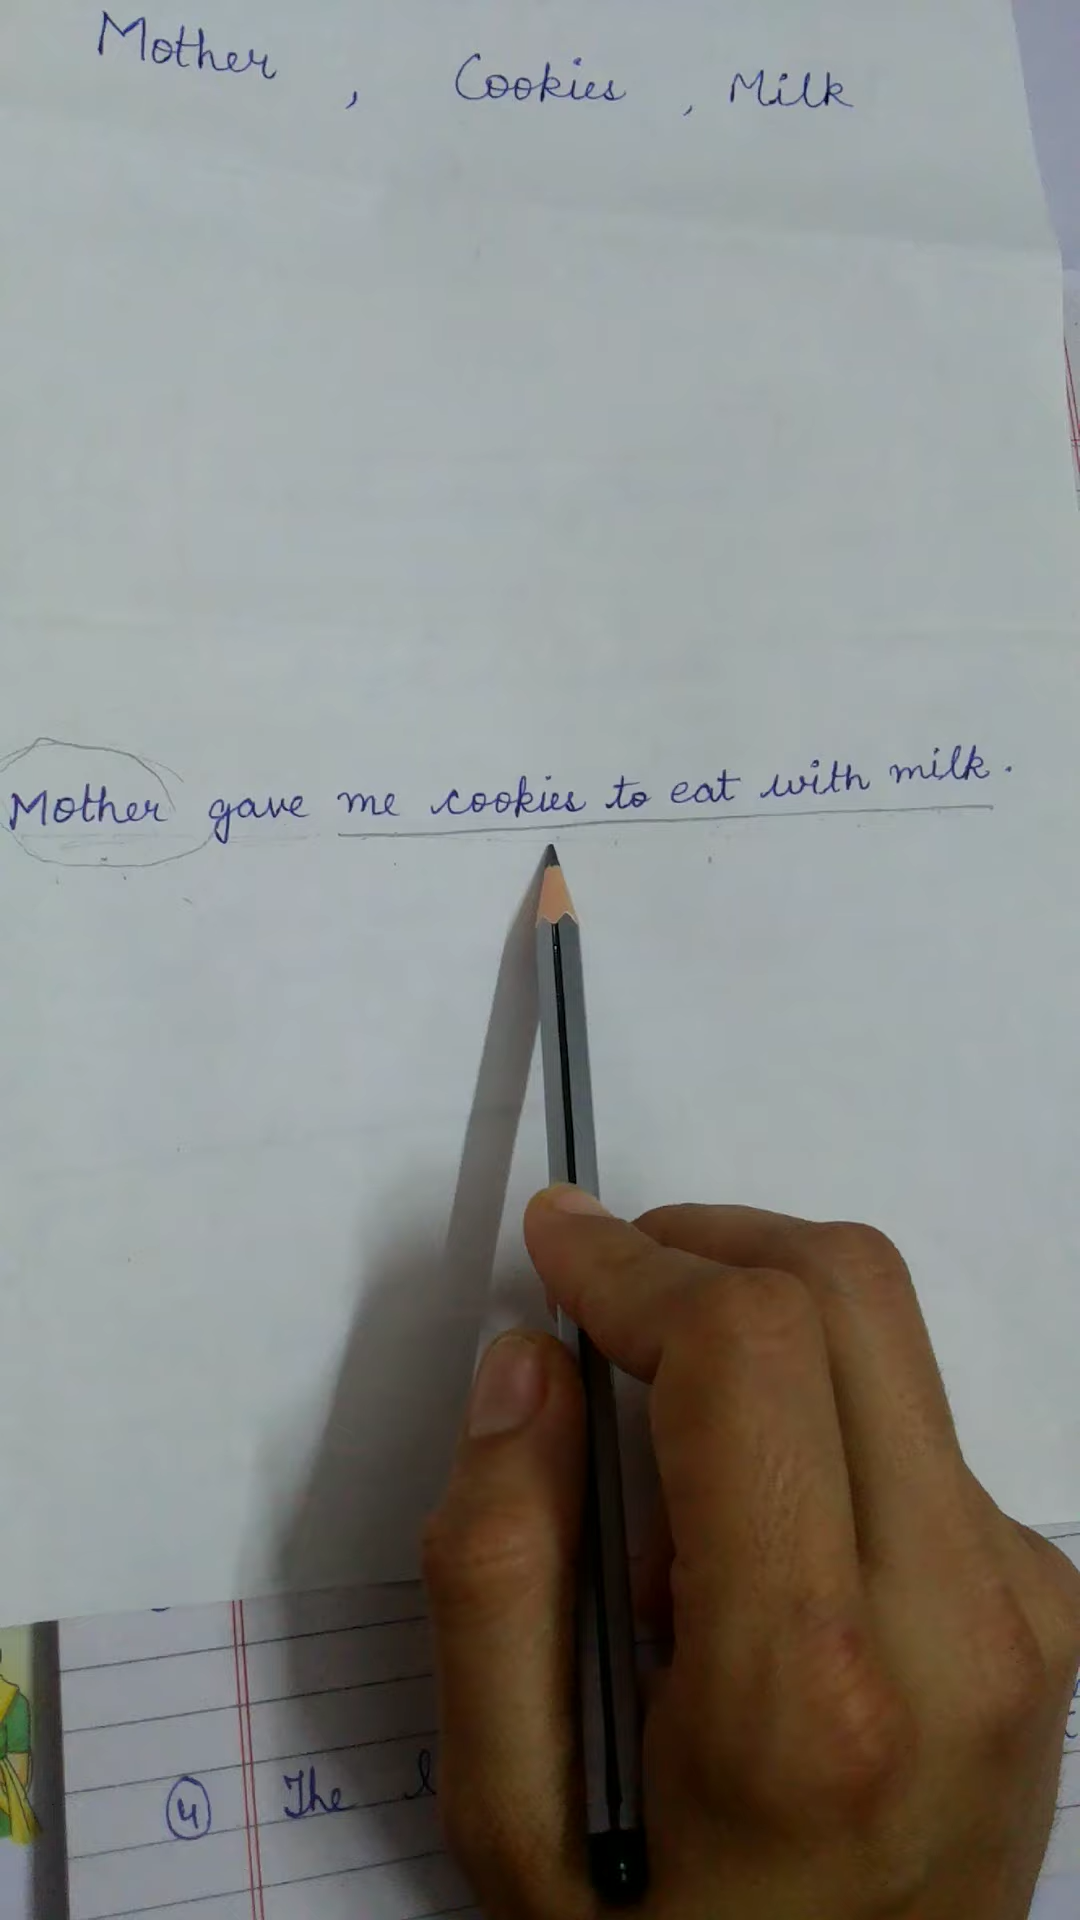 Mother , Cookies , Milk
Mother gave me cookies to eat with milk.
4 The